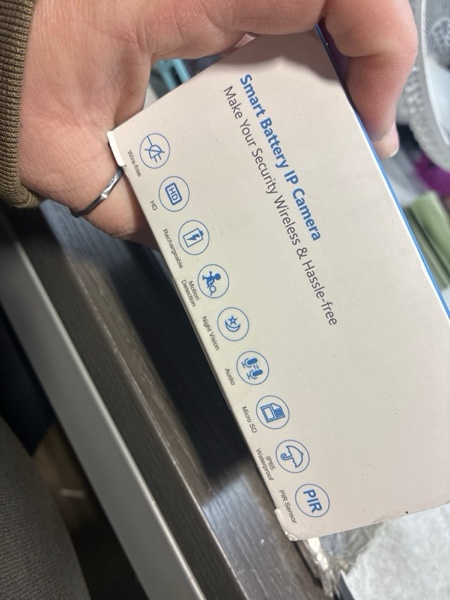 Smart Battery IP Camera
Make Your Security Wireless & Hassle-free
Wire-free
HD
HD
Rechargeable
Motion
Detection
Night Vision
Audio
Micro SD
IP65
Waterproof
PIR
PIR Sensor